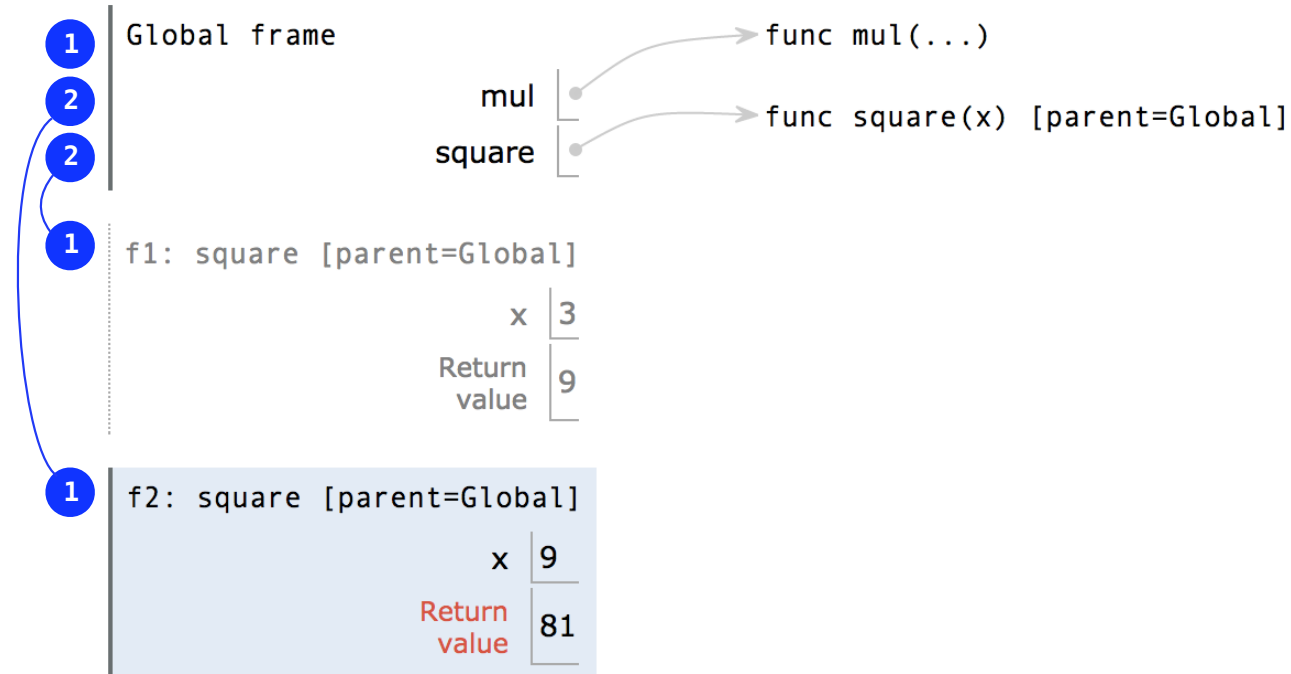 1 Global frame func mul(...)
2 mul
func square(x) [parent=Global]
2 square
1 f1: square [parent=Global]
x 3
Return
value 9
1 f2: square [parent=Global]
x 9
Return
value 81